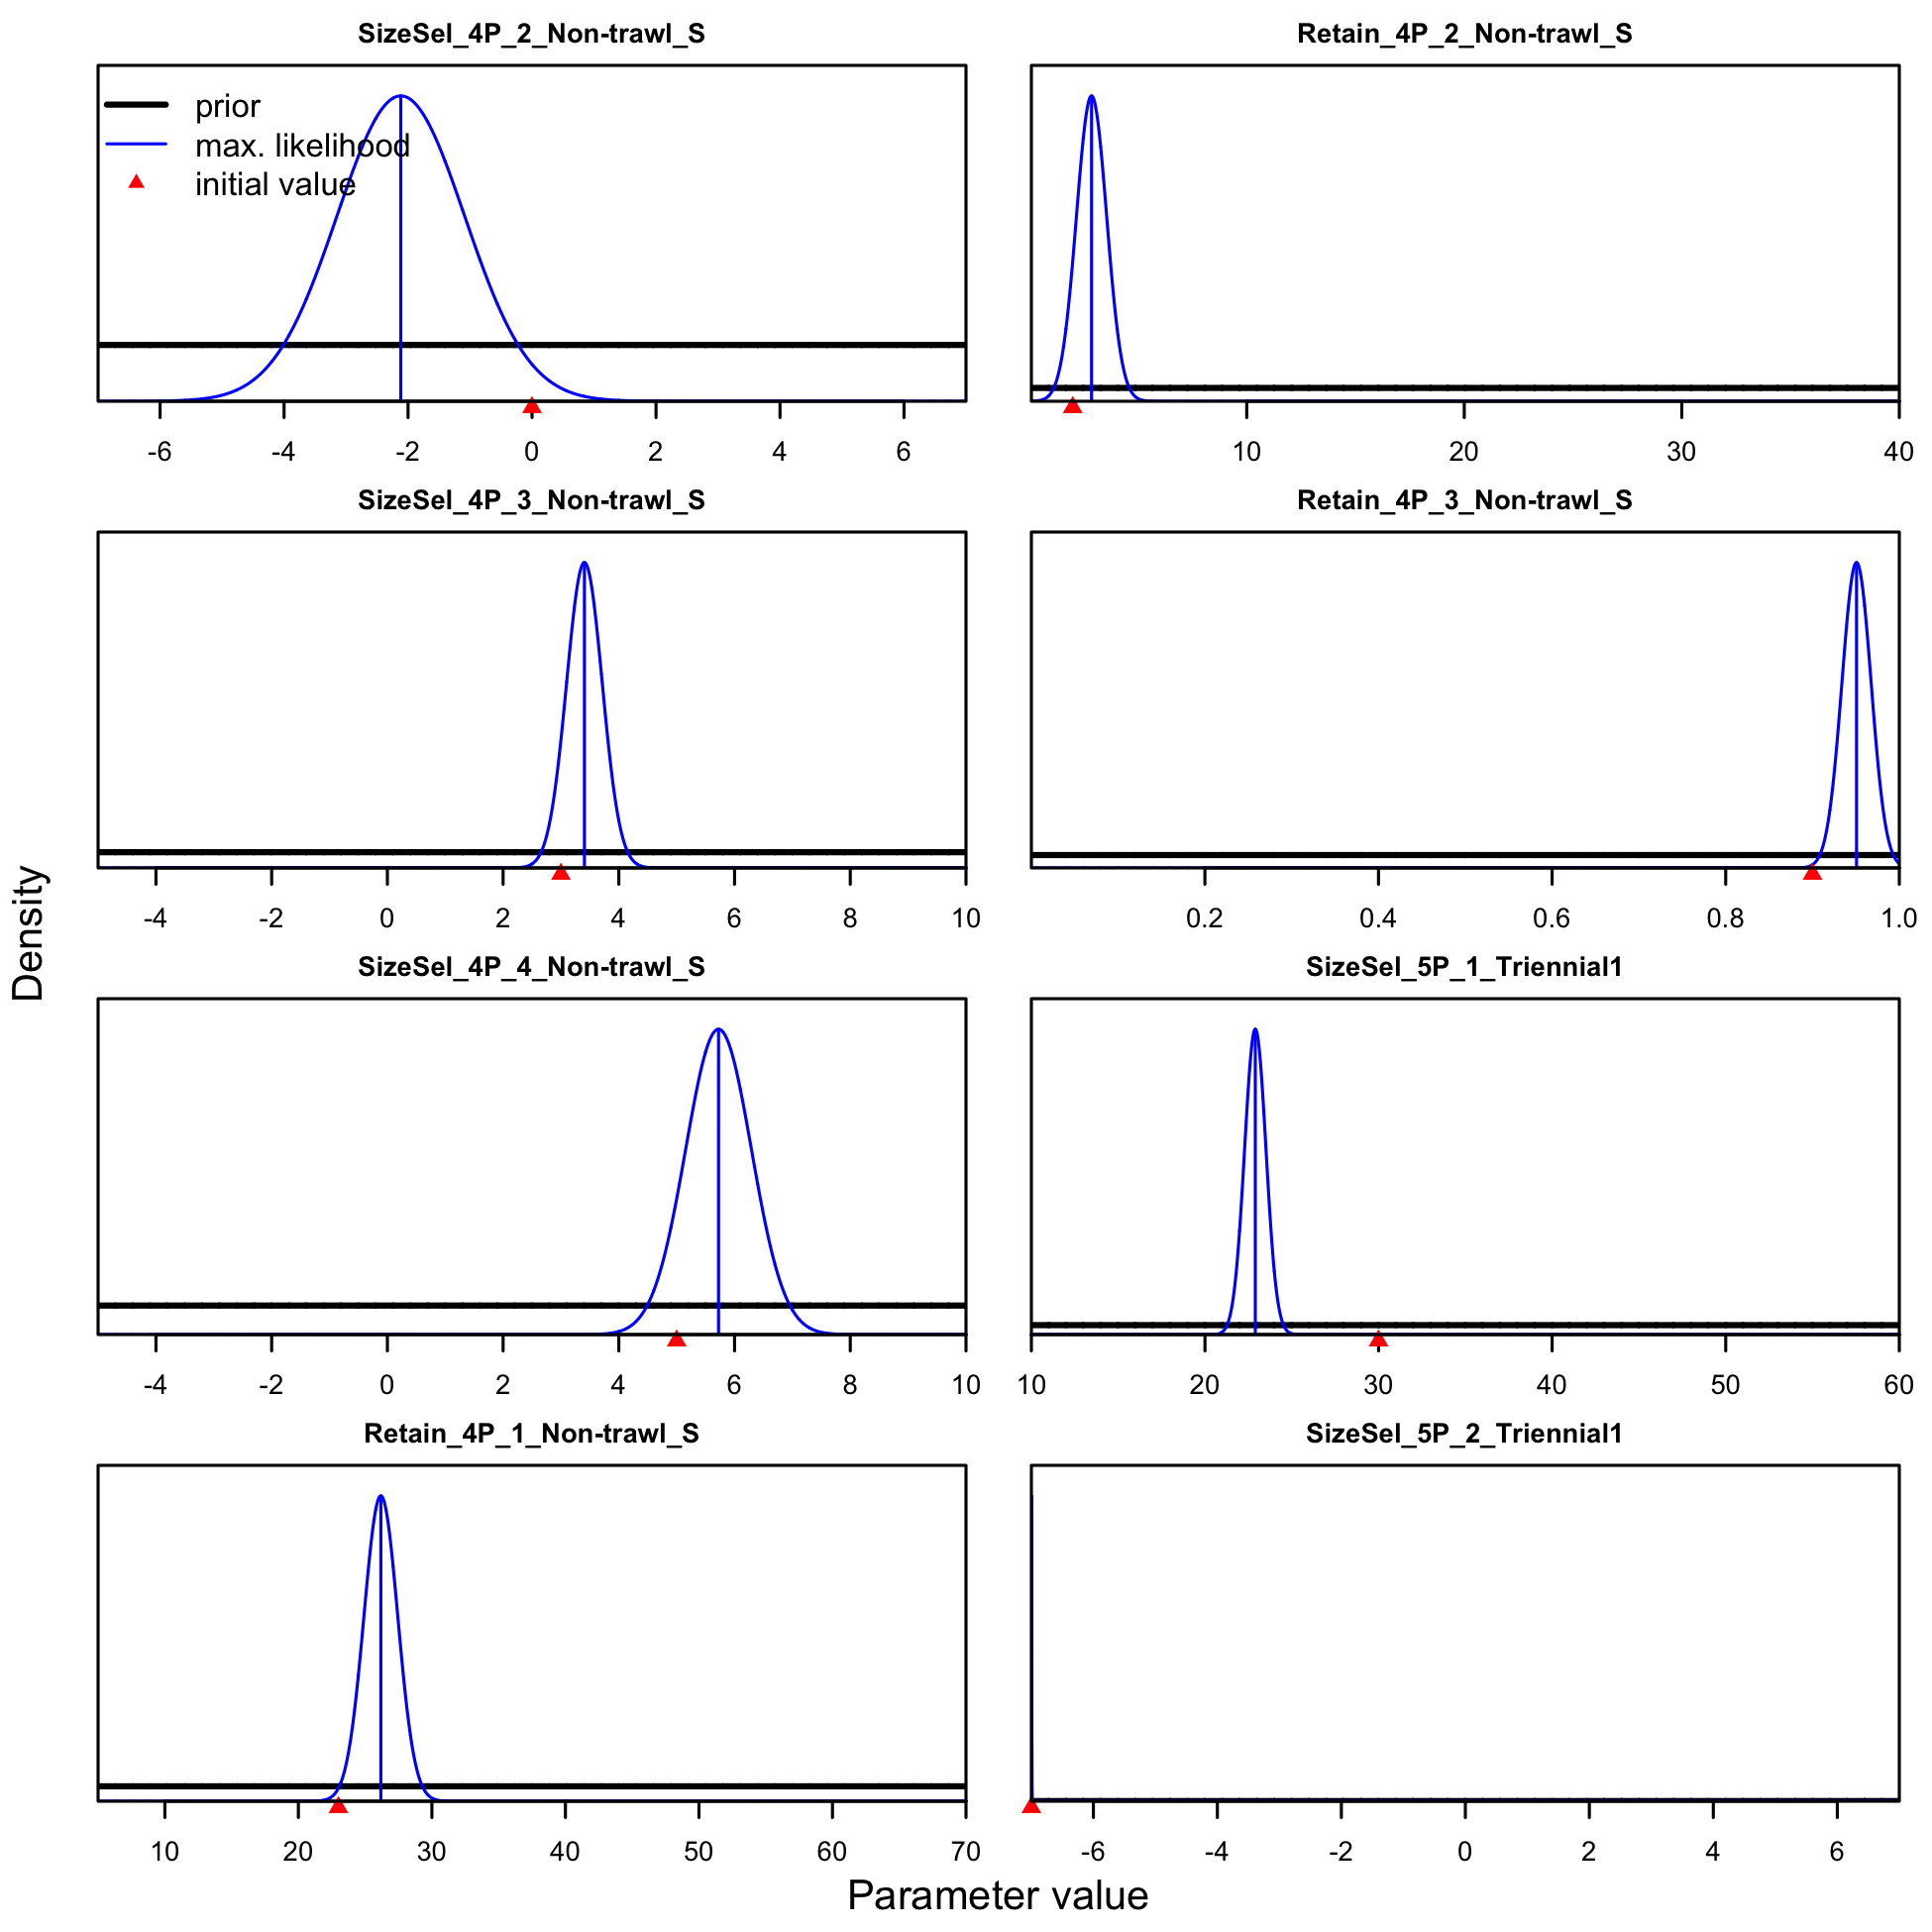 SizeSel_4P_2_Non-trawl_S
prior
max. likelihood
initial value
-6 -4 -2 0 2 4 6
Retain_4P_2_Non-trawl_S
10 20 30 40
SizeSel_4P_3_Non-trawl_S
-4 -2 0 2 4 6 8 10
Retain_4P_3_Non-trawl_S
0.2 0.4 0.6 0.8 1.0
SizeSel_4P_4_Non-trawl_S
-4 -2 0 2 4 6 8 10
SizeSel_5P_1_Triennial1
10 20 30 40 50 60
Retain_4P_1_Non-trawl_S
10 20 30 40 50 60 70
SizeSel_5P_2_Triennial1
-6 -4 -2 0 2 4 6
Density
Parameter value